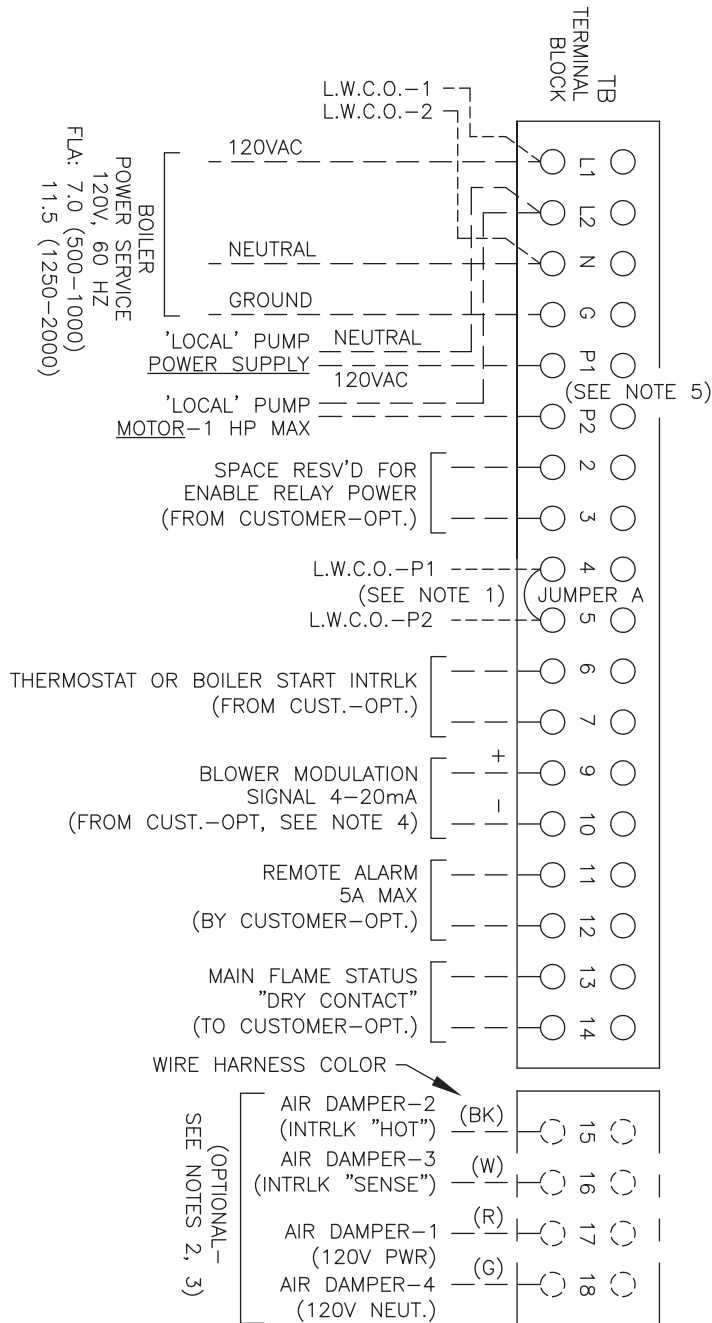 TB
TERMINAL
BLOCK
L.W.C.O.-1
L.W.C.O.-2
120VAC
L1
L2
NEUTRAL
N
GROUND
G
BOILER
POWER SERVICE
120V, 60 HZ
FLA: 7.0 (500-1000)
11.5 (1250-2000)
'LOCAL' PUMP
POWER SUPPLY
NEUTRAL
P1
(SEE NOTE 5)
120VAC
'LOCAL' PUMP
MOTOR-1 HP MAX
P2
SPACE RESV'D FOR
ENABLE RELAY POWER
(FROM CUSTOMER-OPT.)
2
3
L.W.C.O.-P1
4
(SEE NOTE 1)
JUMPER A
L.W.C.O.-P2
5
THERMOSTAT OR BOILER START INTRLK
(FROM CUST.-OPT.)
6
7
BLOWER MODULATION
SIGNAL 4-20mA
(FROM CUST.-OPT, SEE NOTE 4)
+
9
-
10
REMOTE ALARM
5A MAX
(BY CUSTOMER-OPT.)
11
12
MAIN FLAME STATUS
"DRY CONTACT"
(TO CUSTOMER-OPT.)
13
14
WIRE HARNESS COLOR
(OPTIONAL-
SEE NOTES 2, 3)
AIR DAMPER-2
(INTRLK "HOT")
(BK)
15
AIR DAMPER-3
(INTRLK "SENSE")
(W)
16
AIR DAMPER-1
(120V PWR)
(R)
17
AIR DAMPER-4
(120V NEUT.)
(G)
18